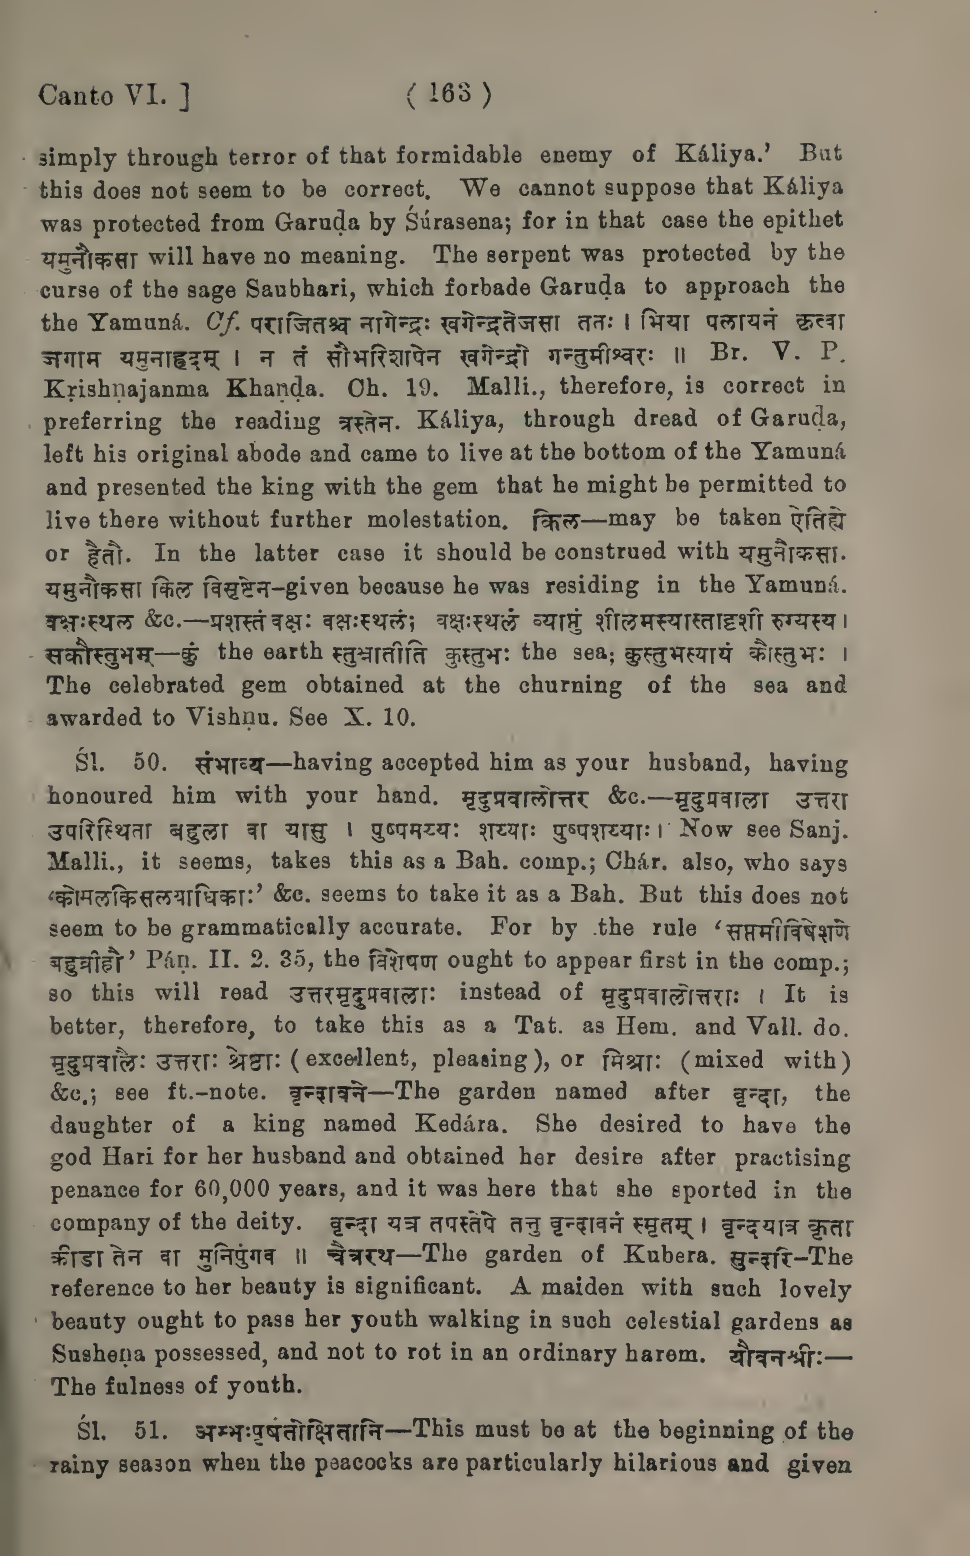 Canto VI. ] ( 163 )
simply through terror of that formidable enemy of Káliya.’ But
this does not seem to be correct. We cannot suppose that Káliya
was protected from Garuḍa by Śúrasena; for in that case the epithet
यमुनौकसा will have no meaning. The serpent was protected by the
curse of the sage Saubhari, which forbade Garuḍa to approach the
the Yamuná. Cf. पराजितश्च नागेन्द्रः खगेन्द्रतेजसा ततः । भिया पलायनं कृत्वा
जगाम यमुनाह्रदम् । न तं सौभरिशापेन खगेन्द्रो गन्तुमीश्वरः ॥ Br. V. P.
Kṛishṇajanma Khaṇḍa. Ch. 19. Malli., therefore, is correct in
preferring the reading त्रस्तेन. Káliya, through dread of Garuḍa,
left his original abode and came to live at the bottom of the Yamuná
and presented the king with the gem that he might be permitted to
live there without further molestation. किल—may be taken ऐतिह्ये
or हेतौ. In the latter case it should be construed with यमुनौकसा.
यमुनौकसा किल विसृष्टेन–given because he was residing in the Yamuná.
वक्षःस्थल &c.—प्रशस्तं वक्षः वक्षःस्थलं; वक्षःस्थलं व्याप्तुं शीलमस्यास्तादृशी रुग्यस्य ।
सकौस्तुभम्—कुं the earth स्तुभ्नातीति कुस्तुभः the sea; कुस्तुभस्यायं कौस्तुभः ।
The celebrated gem obtained at the churning of the sea and
awarded to Vishṇu. See X. 10.
Śl. 50. संभाव्य—having accepted him as your husband, having
honoured him with your hand. मृदुप्रवालोत्तर &c.—मृदुप्रवाला उत्तरा
उपरिस्थिता बहुला वा यासु । पुष्पमय्यः शय्याः पुष्पशय्याः । Now see Sanj.
Malli., it seems, takes this as a Bah. comp.; Chár. also, who says
‘कोमलकिसलयाधिकाः’ &c. seems to take it as a Bah. But this does not
seem to be grammatically accurate. For by the rule ‘सप्तमीविषेशणे
बहुव्रीहौ’ Páṇ. II. 2. 35, the विशेषण ought to appear first in the comp.;
so this will read उत्तरमृदुप्रवालाः instead of मृदुप्रवालोत्तराः । It is
better, therefore, to take this as a Tat. as Hem. and Vall. do.
मृदुप्रवालैः उत्तराः श्रेष्ठाः (excellent, pleasing), or मिश्राः (mixed with)
&c.; see ft.–note. वृन्दावने—The garden named after वृन्दा, the
daughter of a king named Kedára. She desired to have the
god Hari for her husband and obtained her desire after practising
penance for 60,000 years, and it was here that she sported in the
company of the deity. वृन्दा यत्र तपस्तेपे तत्तु वृन्दावनं स्मृतम् । वृन्दयात्र कृता
क्रीडा तेन वा मुनिपुंगव ॥ चैत्ररथ—The garden of Kubera. सुन्दरि–The
reference to her beauty is significant. A maiden with such lovely
beauty ought to pass her youth walking in such celestial gardens as
Susheṇa possessed, and not to rot in an ordinary harem. यौवनश्रीः—
The fulness of youth.
Śl. 51. अम्भःपृषतोक्षितानि—This must be at the beginning of the
rainy season when the peacocks are particularly hilarious and given